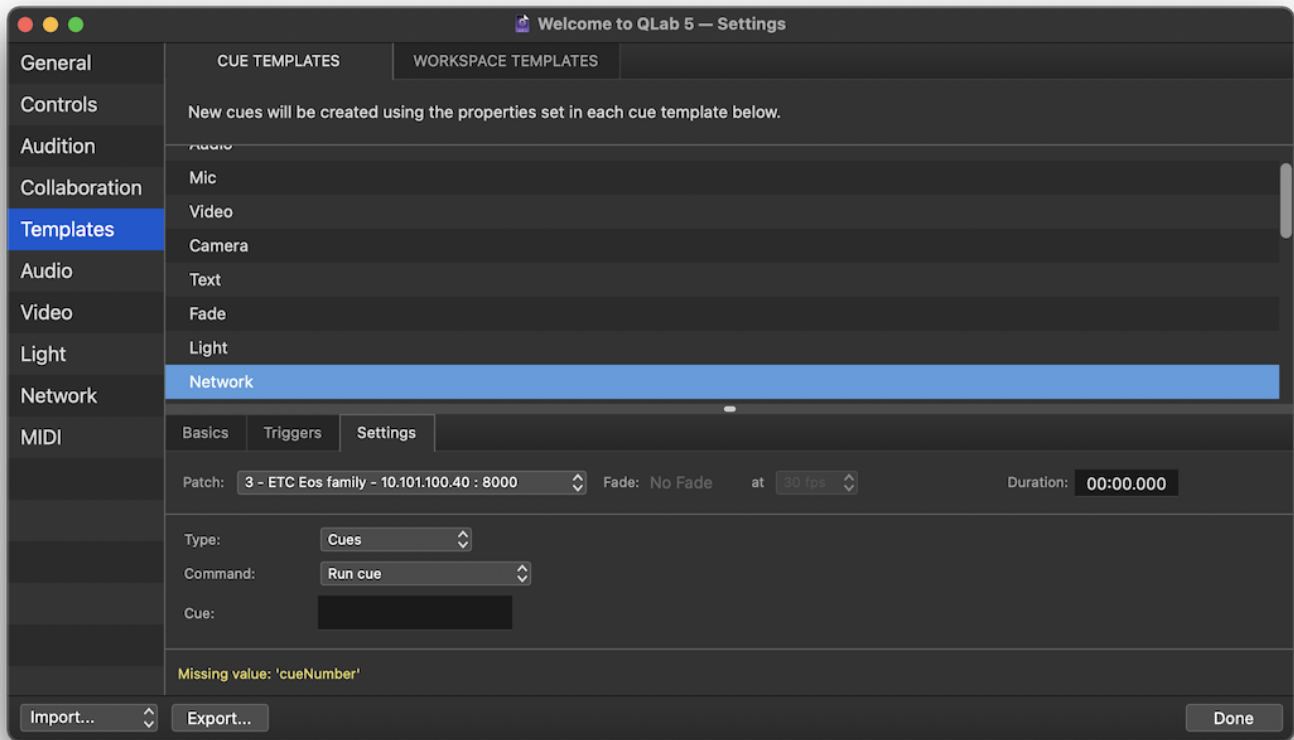 Welcome to QLab 5 — Settings
General
Controls
Audition
Collaboration
Templates
Audio
Video
Light
Network
MIDI
CUE TEMPLATES
WORKSPACE TEMPLATES
New cues will be created using the properties set in each cue template below.
Audio
Mic
Video
Camera
Text
Fade
Light
Network
Basics
Triggers
Settings
Patch: 3 - ETC Eos family - 10.101.100.40 : 8000 Fade: No Fade at 30 fps Duration: 00:00.000
Type: Cues
Command: Run cue
Cue:
Missing value: 'cueNumber'
Import... Export... Done